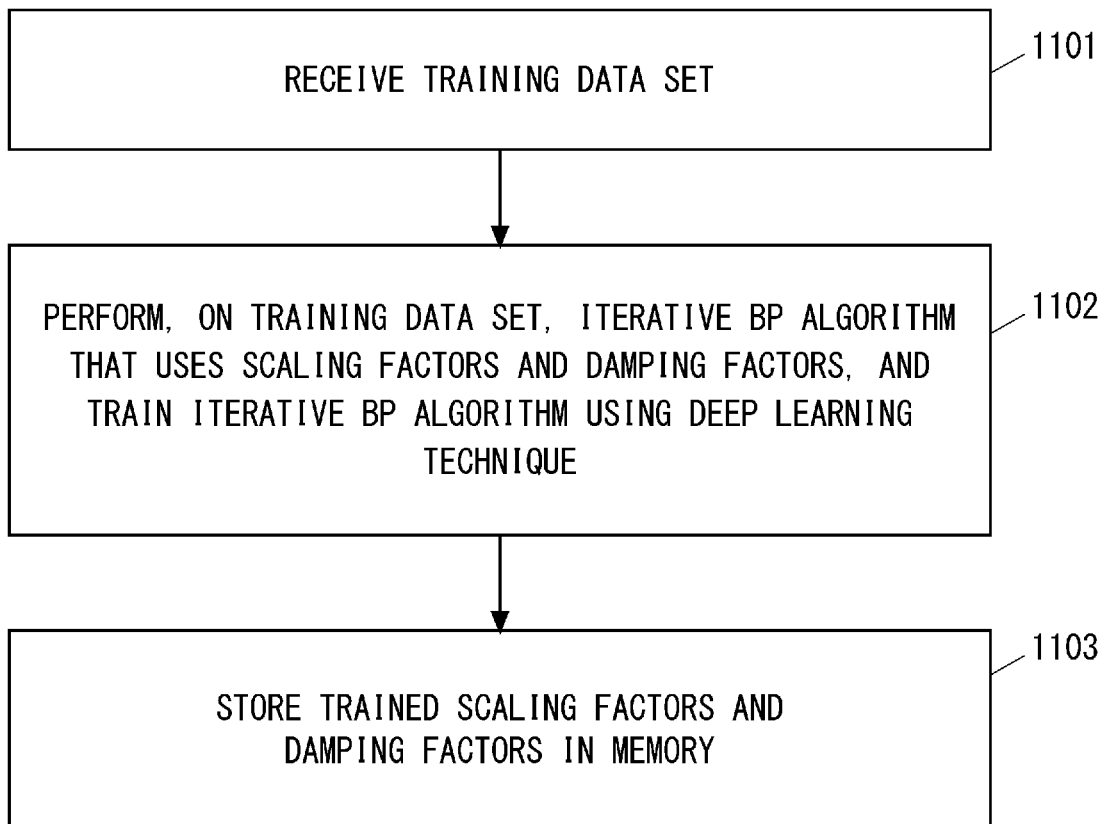 RECEIVE TRAINING DATA SET
1101
PERFORM, ON TRAINING DATA SET, ITERATIVE BP ALGORITHM
THAT USES SCALING FACTORS AND DAMPING FACTORS, AND
TRAIN ITERATIVE BP ALGORITHM USING DEEP LEARNING
TECHNIQUE
1102
STORE TRAINED SCALING FACTORS AND
DAMPING FACTORS IN MEMORY
1103